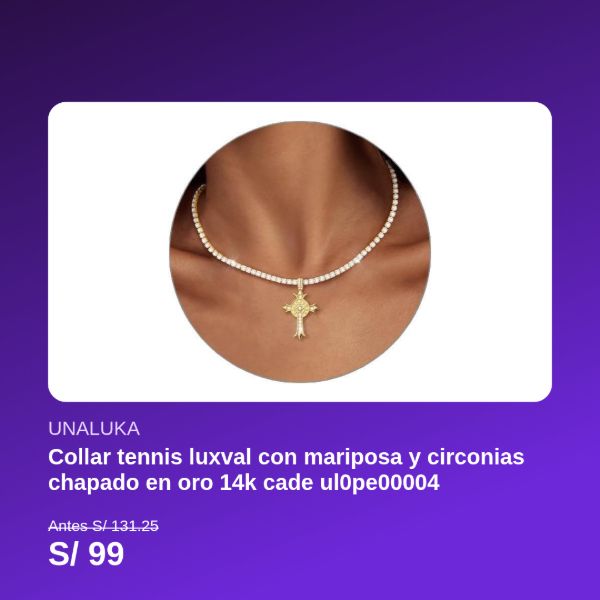 UNALUKA
Collar tennis luxval con mariposa y circonias
chapado en oro 14k cade ul0pe00004
Antes S/ 131.25
S/ 99